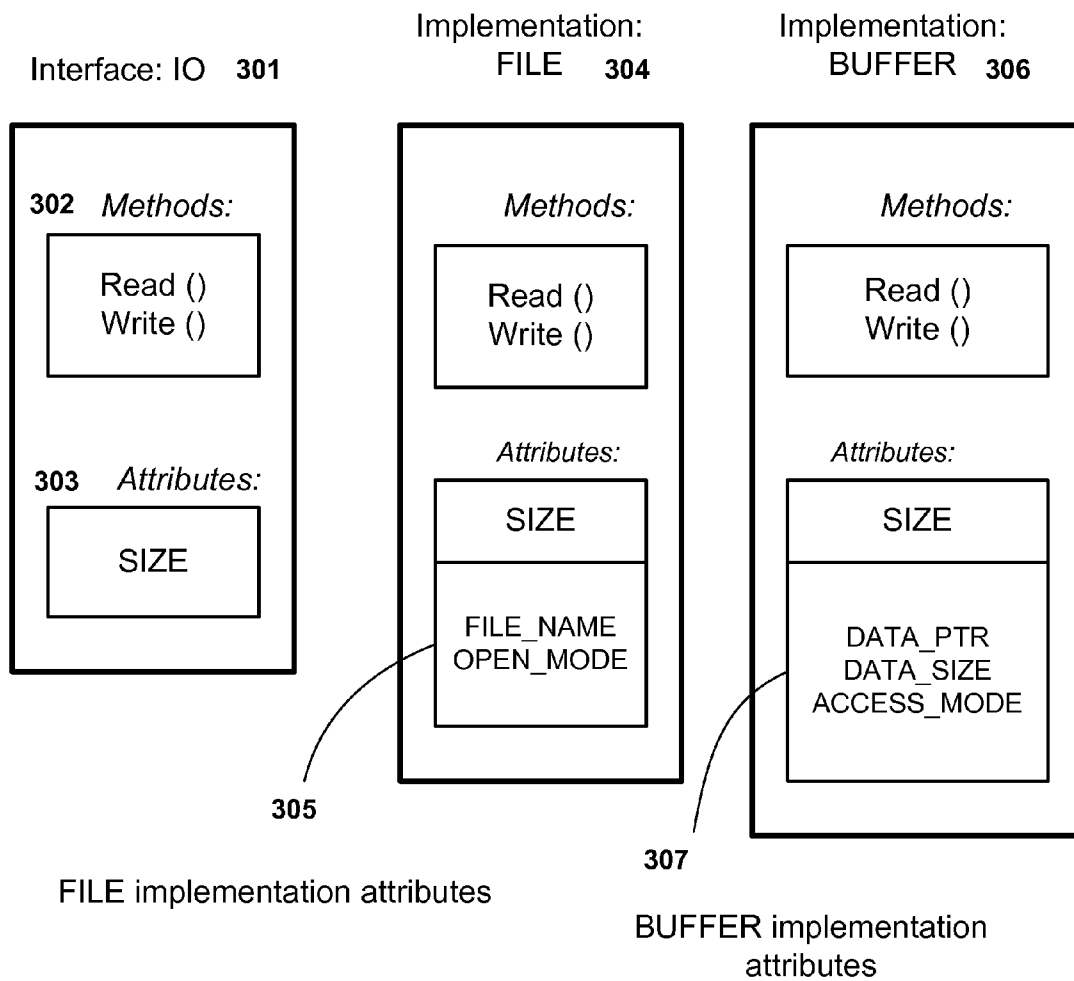 Interface: IO 301
302 Methods:
Read ()
Write ()
303 Attributes:
SIZE
Implementation:
FILE 304
Methods:
Read ()
Write ()
Attributes:
SIZE
FILE_NAME
OPEN_MODE
305
FILE implementation attributes
Implementation:
BUFFER 306
Methods:
Read ()
Write ()
Attributes:
SIZE
DATA_PTR
DATA_SIZE
ACCESS_MODE
307
BUFFER implementation
attributes